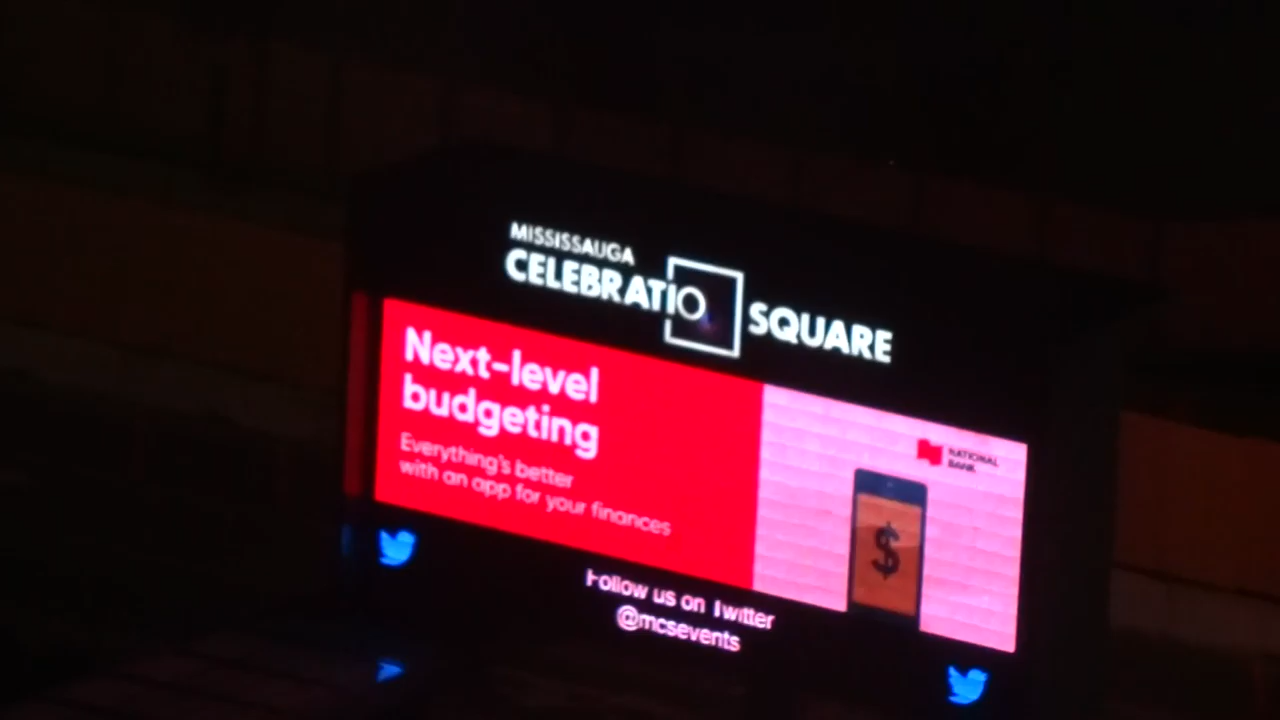 MISSISSAUGA
CELEBRATIO SQUARE
Next-level
budgeting
Everything's better
with an app for your finances
NATIONAL
BANK
$
Follow us on Twitter
@mcsevents